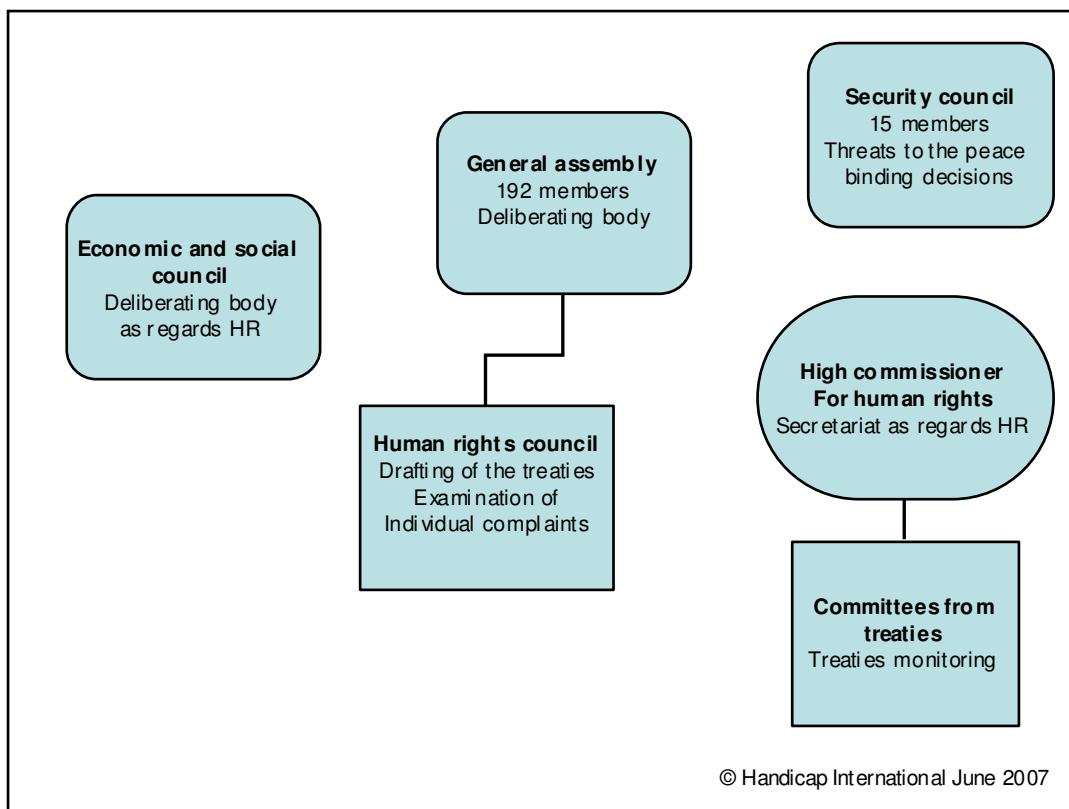 Security council
15 members
Threats to the peace
binding decisions
General assembly
192 members
Deliberating body
Economic and social
council
Deliberating body
as regards HR
High commissioner
For human rights
Secretariat as regards HR
Human rights council
Drafting of the treaties
Examination of
Individual complaints
Committees from
treaties
Treaties monitoring
© Handicap International June 2007